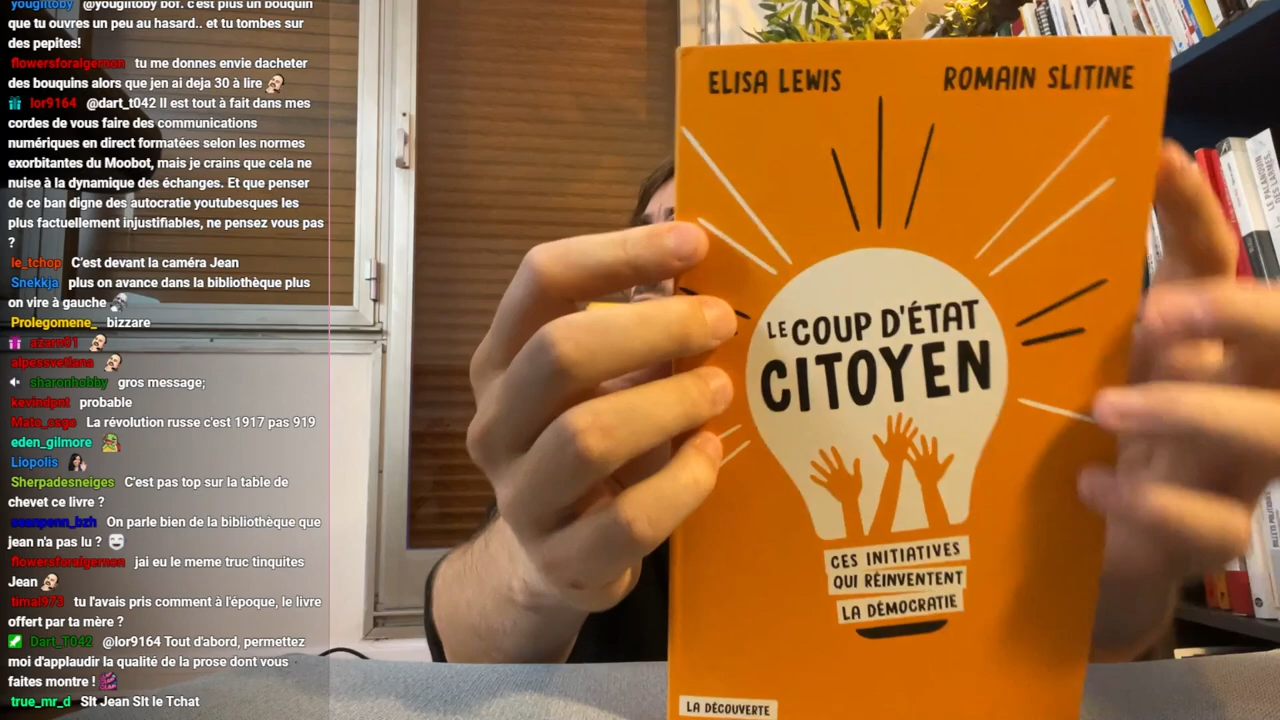 yougiltoby @yougiltoby bof. c'est plus un bouquin
que tu ouvres un peu au hasard.. et tu tombes sur
des pepites!
flowersforalgernon tu me donnes envie dacheter
des bouquins alors que jen ai deja 30 à lire
lor9164 @dart_t042 Il est tout à fait dans mes
cordes de vous faire des communications
numériques en direct formatées selon les normes
exorbitantes du Moobot, mais je crains que cela ne
nuise à la dynamique des échanges. Et que penser
de ce ban digne des autocratie youtubesques les
plus factuellement injustifiables, ne pensez vous pas
?
le_tchop C'est devant la caméra Jean
Snekkja plus on avance dans la bibliothèque plus
on vire à gauche
Prolegomene_ bizzare
azaro01
alpessvetlana
sharonhobby gros message;
kevindpnt probable
Mato_csgo La révolution russe c'est 1917 pas 919
eden_gilmore
Liopolis
Sherpadesneiges C'est pas top sur la table de
chevet ce livre ?
seanpenn_bzh On parle bien de la bibliothèque que
jean n'a pas lu ?
flowersforalgernon jai eu le meme truc tinquites
Jean
timal973 tu l'avais pris comment à l'époque, le livre
offert par ta mère ?
Dart_T042 @lor9164 Tout d'abord, permettez
moi d'applaudir la qualité de la prose dont vous
faites montre !
true_mr_d Slt Jean Slt le Tchat
ELISA LEWIS
ROMAIN SLITINE
LE COUP D'ÉTAT
CITOYEN
CES INITIATIVES
QUI RÉINVENTENT
LA DÉMOCRATIE
LA DÉCOUVERTE